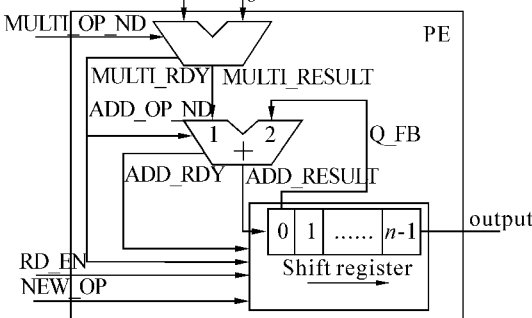 MULTI_OP_ND
PE
MULTI_RDY MULTI_RESULT
ADD_OP_ND
1 2
Q_FB
+
ADD_RDY ADD_RESULT
0 1 ...... n-1
output
RD_EN
Shift register
NEW_OP